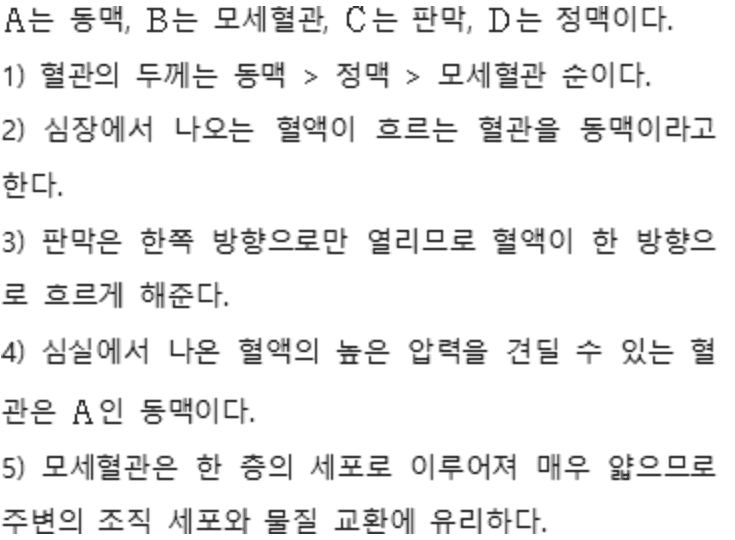 A는 동맥, B는 모세혈관, C는 판막, D는 정맥이다.
1) 혈관의 두께는 동맥 > 정맥 > 모세혈관 순이다.
2) 심장에서 나오는 혈액이 흐르는 혈관을 동맥이라고
한다.
3) 판막은 한쪽 방향으로만 열리므로 혈액이 한 방향으
로 흐르게 해준다.
4) 심실에서 나온 혈액의 높은 압력을 견딜 수 있는 혈
관은 A인 동맥이다.
5) 모세혈관은 한 층의 세포로 이루어져 매우 얇으므로
주변의 조직 세포와 물질 교환에 유리하다.